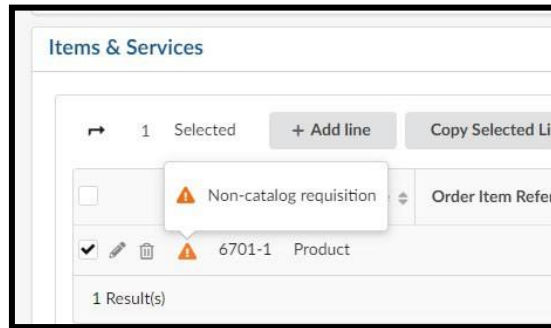 Items & Services
1 Selected + Add line Copy Selected Li
Non-catalog requisition
Order Item Refer
6701-1 Product
1 Result(s)